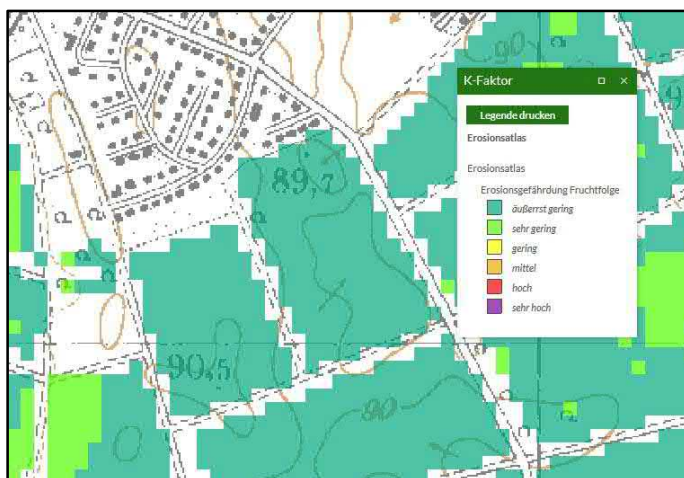 90
K-Faktor
Legende drucken
Erosionsatlas
Erosionsatlas
Erosionsgefährdung Fruchtfolge
äußerrst gering
sehr gering
gering
mittel
hoch
sehr hoch
89,7
90,5
90